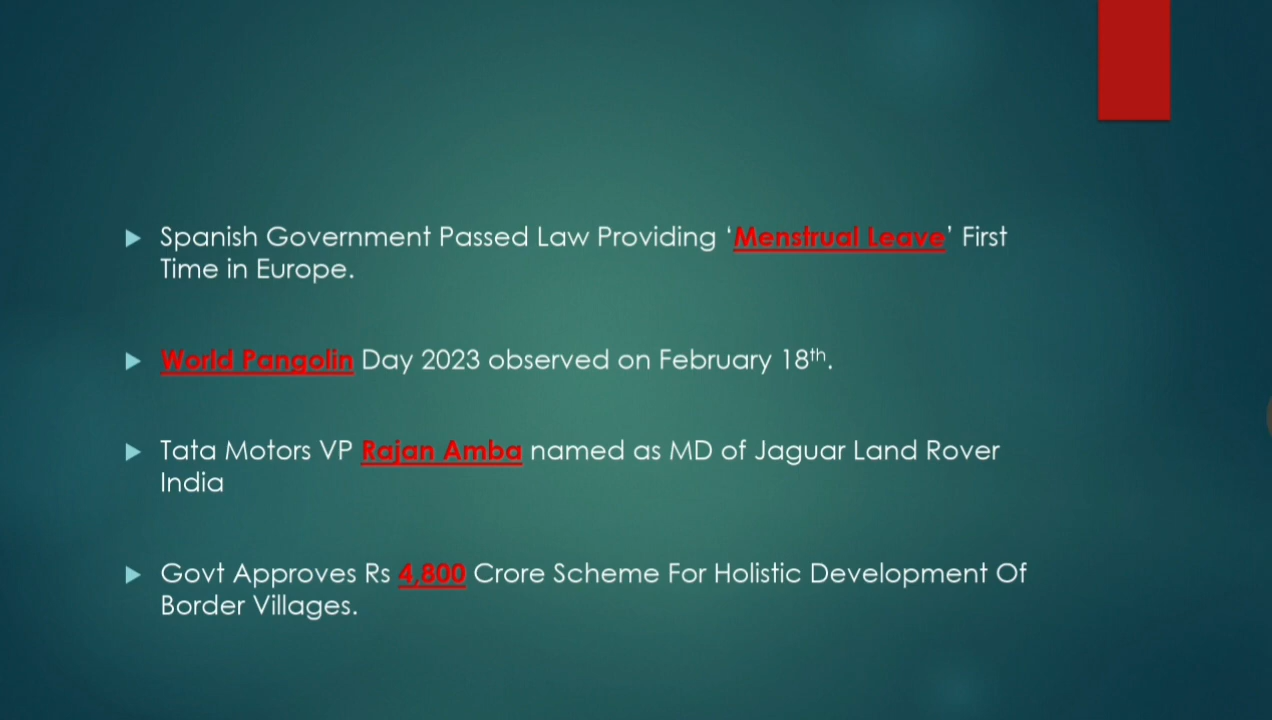 Spanish Government Passed Law Providing ‘Menstrual Leave’ First
Time in Europe.
World Pangolin Day 2023 observed on February 18th.
Tata Motors VP Rajan Amba named as MD of Jaguar Land Rover
India
Govt Approves Rs 4,800 Crore Scheme For Holistic Development Of
Border Villages.